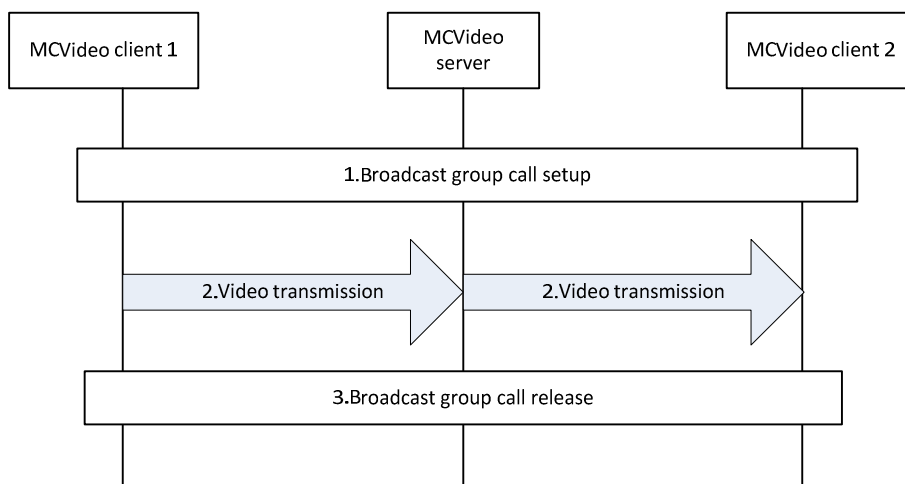 MCVideo client 1
MCVideo
server
MCVideo client 2
1.Broadcast group call setup
2.Video transmission
2.Video transmission
3.Broadcast group call release